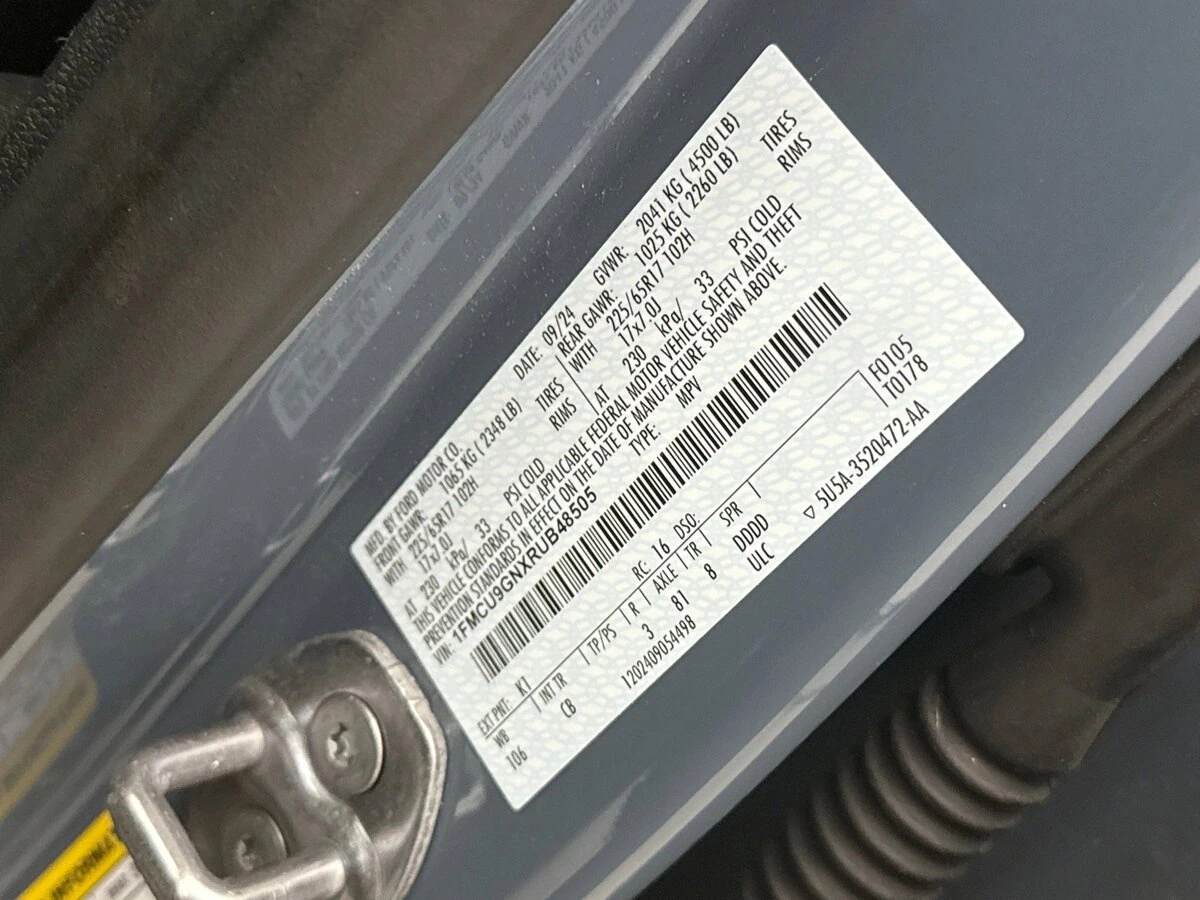 MFD. BY FORD MOTOR CO.
DATE: 09/24 GVWR: 2041 KG ( 4500 LB)
FRONT GAWR: 1065 KG ( 2348 LB) REAR GAWR: 1025 KG ( 2260 LB)
WITH 225/65R17 102H TIRES WITH 225/65R17 102H TIRES
17x7.0J RIMS 17x7.0J RIMS
AT 230 kPa/ 33 PSI COLD AT 230 kPa/ 33 PSI COLD
THIS VEHICLE CONFORMS TO ALL APPLICABLE FEDERAL MOTOR VEHICLE SAFETY AND THEFT
PREVENTION STANDARDS IN EFFECT ON THE DATE OF MANUFACTURE SHOWN ABOVE.
VIN: 1FMCU9GNXRUB48505 TYPE: MPV
F0105
T0178
EXT PNT: K1 RC: 16 DSO:
WB INT TR TP/PS R AXLE TR SPR
106 CB 3 81 8 DDDD
1202409054498 ULC
▽ 5U5A-3520472-AA
INFORMAT